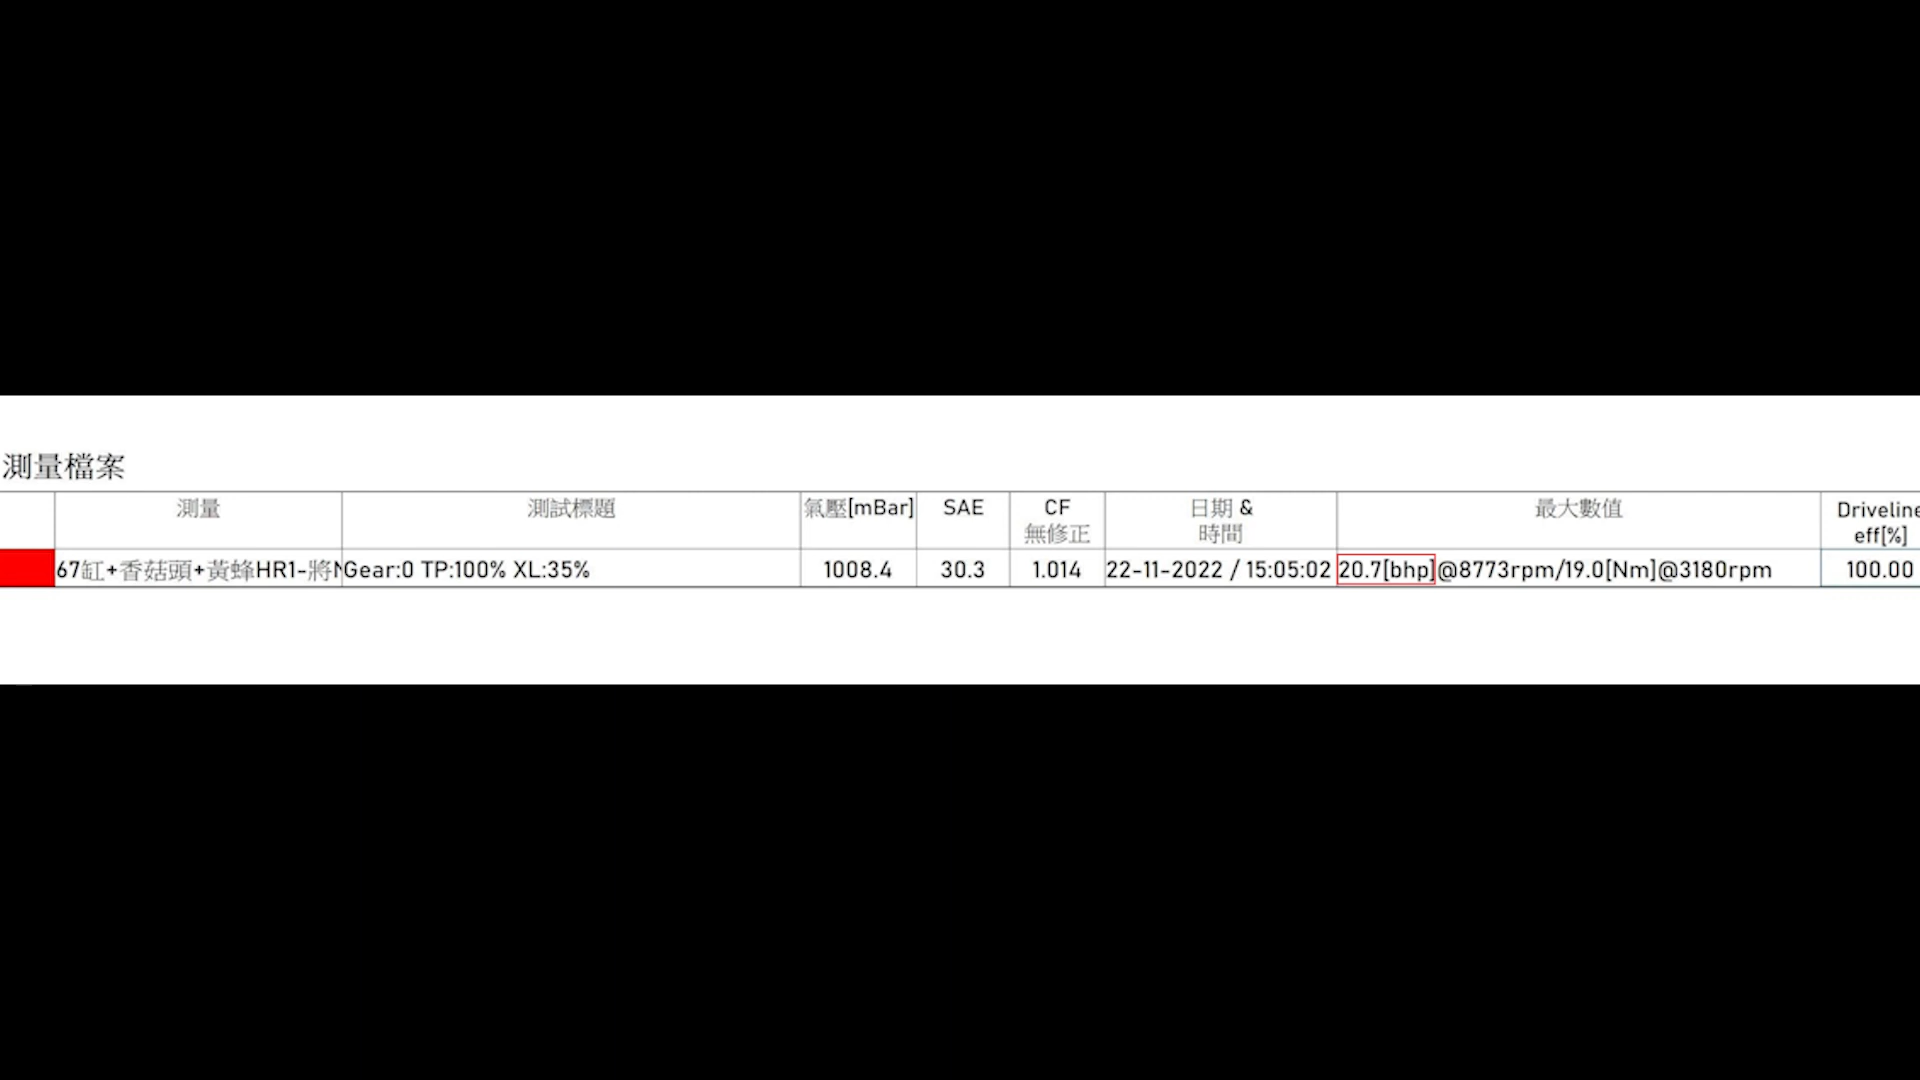 測量檔案
測量 測試標題 氣壓[mBar] SAE CF 無修正 日期 & 時間 最大數值 Driveline eff[%]
67缸+香菇頭+黃蜂HR1-將 Gear:0 TP:100% XL:35% 1008.4 30.3 1.014 22-11-2022 / 15:05:02 20.7[bhp]@8773rpm/19.0[Nm]@3180rpm 100.00